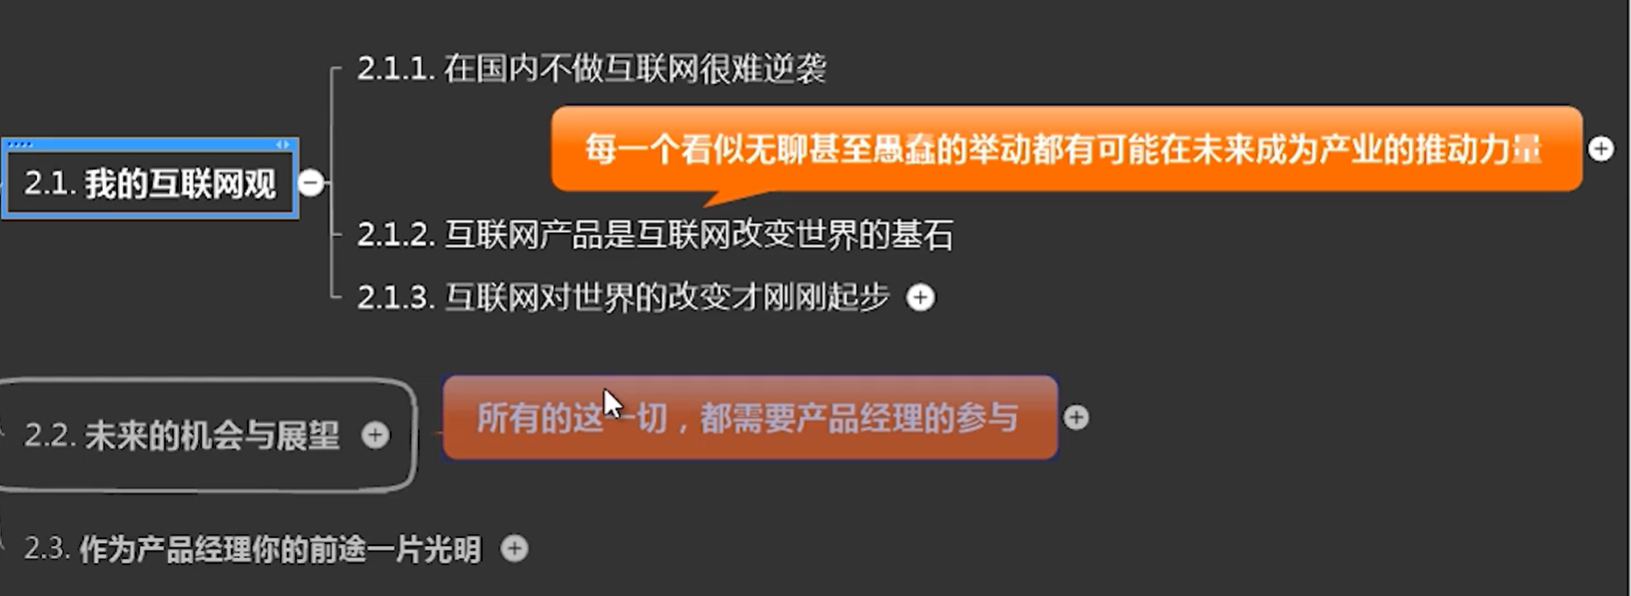 2.1.1. 在国内不做互联网很难逆袭
每一个看似无聊甚至愚蠢的举动都有可能在未来成为产业的推动力量
2.1. 我的互联网观
2.1.2. 互联网产品是互联网改变世界的基石
2.1.3. 互联网对世界的改变才刚刚起步
所有的这一切，都需要产品经理的参与
2.2. 未来的机会与展望
2.3. 作为产品经理你的前途一片光明